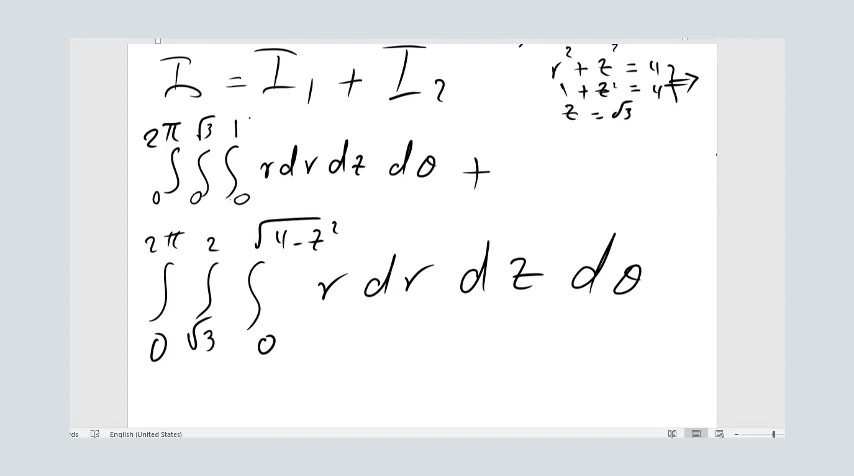 I = I₁ + I₂
r² + z² = 4 ⇒
1 + z² = 4
z = √3
∫₀^{2π} ∫₀^{√3} ∫₀^{1} r dr dz dθ +
∫₀^{2π} ∫_{√3}^{2} ∫₀^{√4-z²} r dr dz dθ
English (United States)